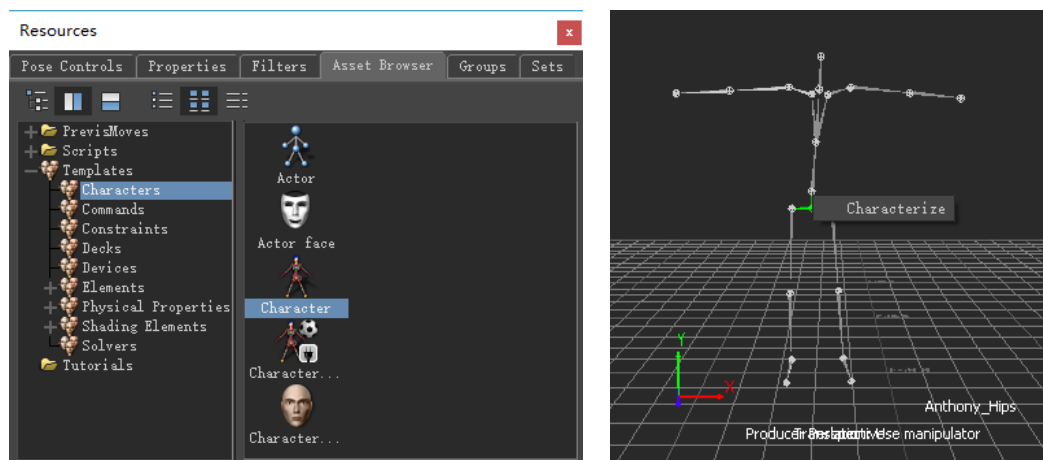 Resources
x
Pose Controls Properties Filters Asset Browser Groups Sets
PrevisMoves
Scripts
Templates
Characters
Commands
Constraints
Decks
Devices
Elements
Physical Properties
Shading Elements
Solvers
Tutorials
Actor
Actor face
Character
Character...
Character...
Characterize
Y
X
Anthony_Hips
manipulator